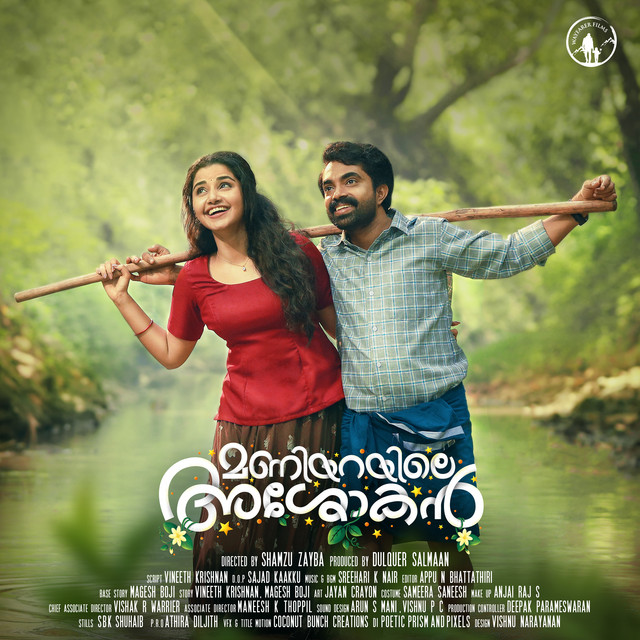 WAYFARER FILMS
മണിയറയിലെ
അശോകൻ
DIRECTED BY SHAMZU ZAYBA PRODUCED BY DULQUER SALMAAN
SCRIPT VINEETH KRISHNAN D.O.P SAJAD KAAKKU MUSIC & BGM SREEHARI K NAIR EDITOR APPU N BHATTATHIRI
BASE STORY MAGESH BOJI STORY VINEETH KRISHNAN, MAGESH BOJI ART JAYAN CRAYON COSTUME SAMEERA SANEESH MAKE UP ANJAI RAJ S
CHIEF ASSOCIATE DIRECTOR VISHAK R WARRIER ASSOCIATE DIRECTOR MANEESH K THOPPIL SOUND DESIGN ARUN S MANI , VISHNU P C PRODUCTION CONTROLLER DEEPAK PARAMESWARAN
STILLS SBK SHUHAIB P.R.O ATHIRA DILJITH VFX & TITLE MOTION COCONUT BUNCH CREATIONS DI POETIC PRISM AND PIXELS DESIGN VISHNU NARAYANAN